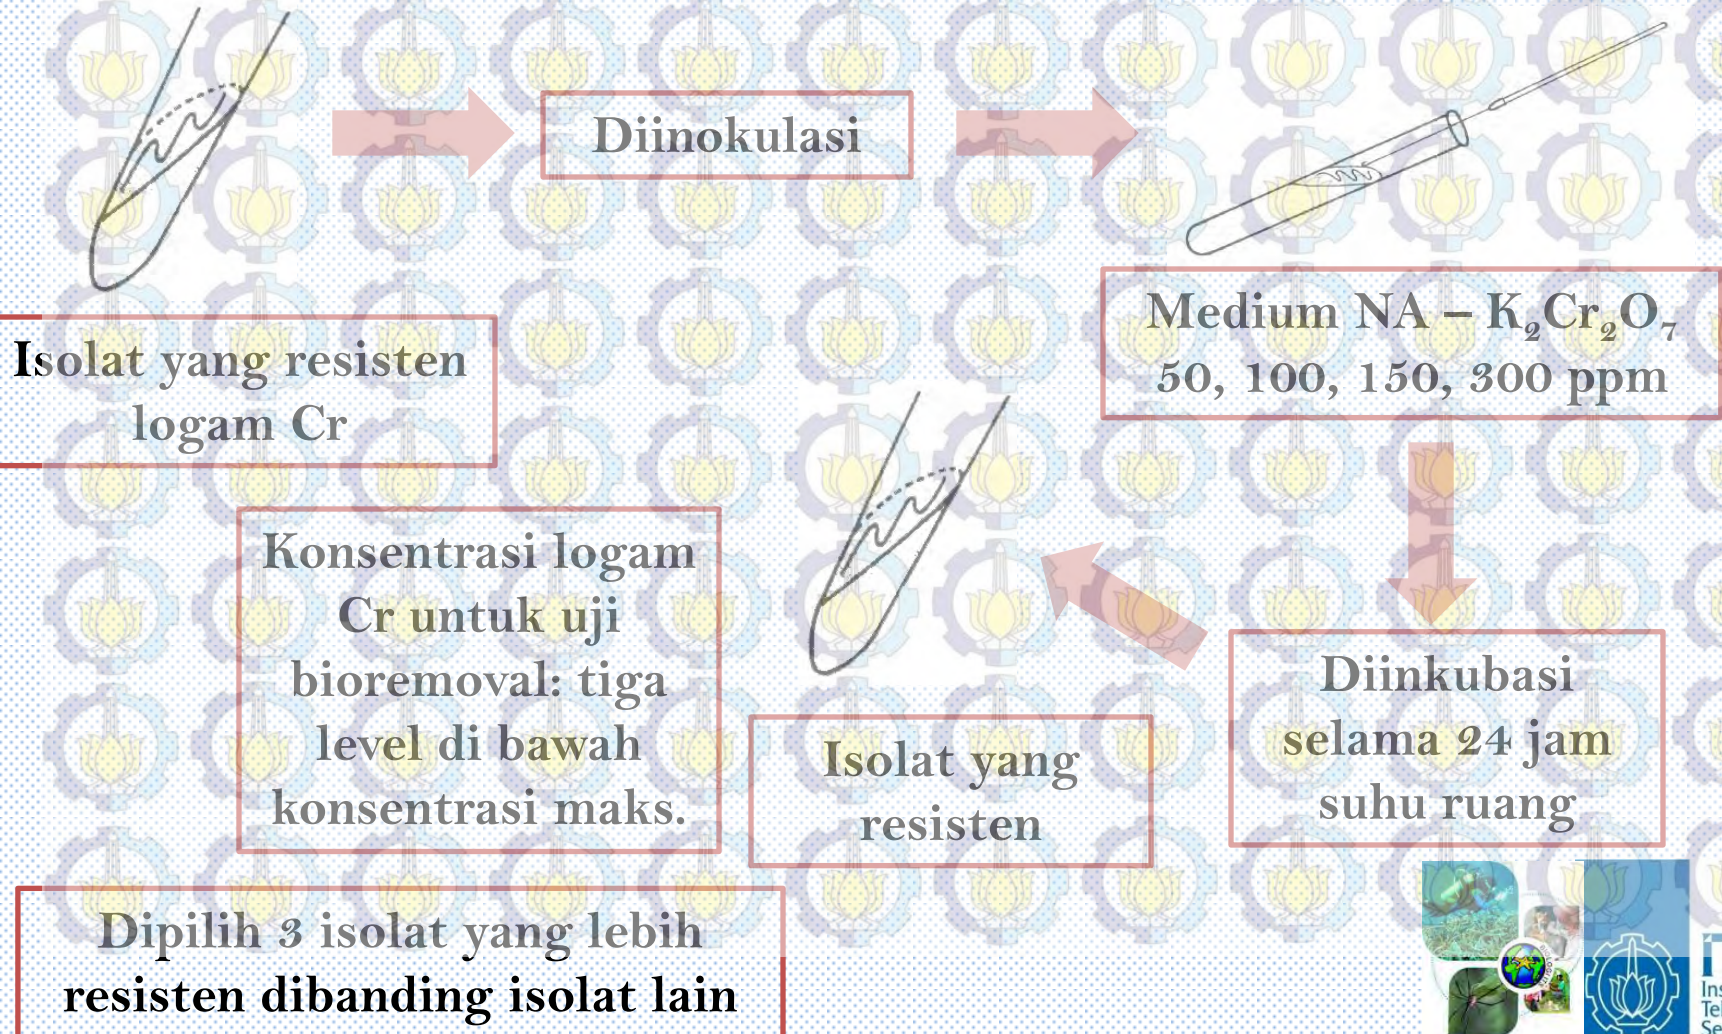 Diinokulasi
Isolat yang resisten
logam Cr
Medium NA – K₂Cr₂O₇
50, 100, 150, 300 ppm
Diinkubasi
selama 24 jam
suhu ruang
Isolat yang
resisten
Konsentrasi logam
Cr untuk uji
bioremoval: tiga
level di bawah
konsentrasi maks.
Dipilih 3 isolat yang lebih
resisten dibanding isolat lain